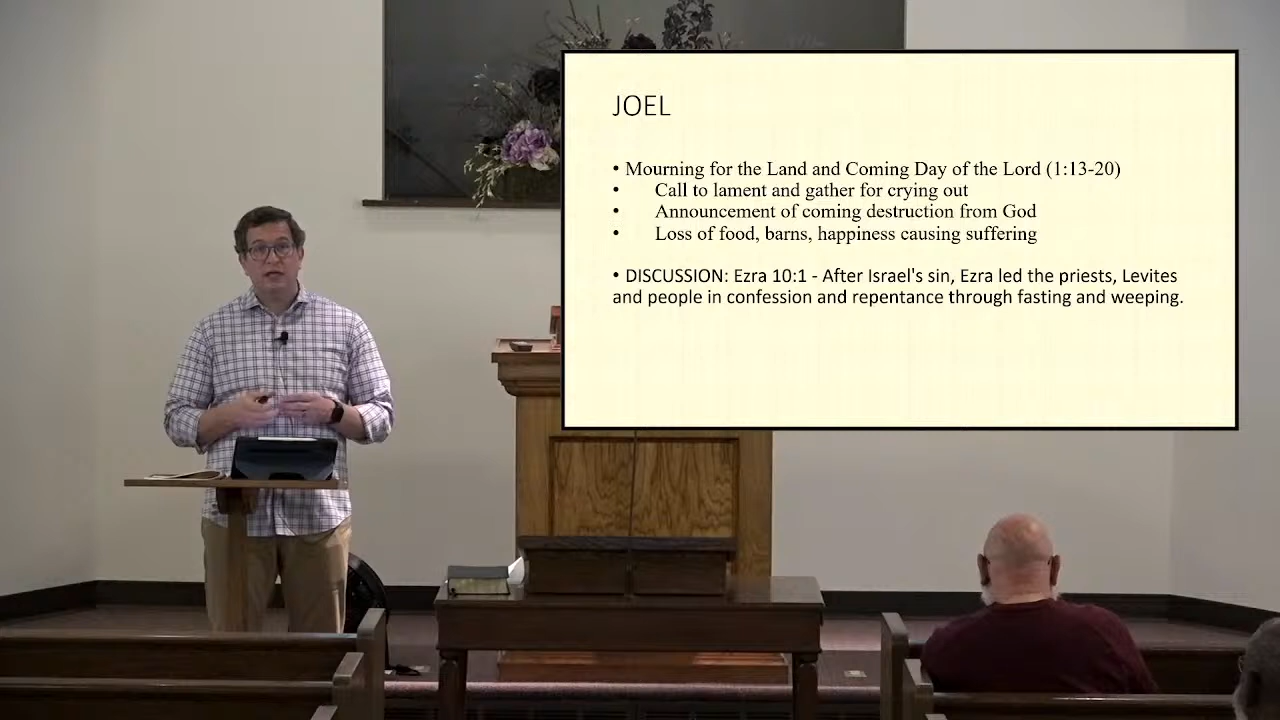 JOEL
• Mourning for the Land and Coming Day of the Lord (1:13-20)
• Call to lament and gather for crying out
• Announcement of coming destruction from God
• Loss of food, barns, happiness causing suffering
• DISCUSSION: Ezra 10:1 - After Israel's sin, Ezra led the priests, Levites
and people in confession and repentance through fasting and weeping.